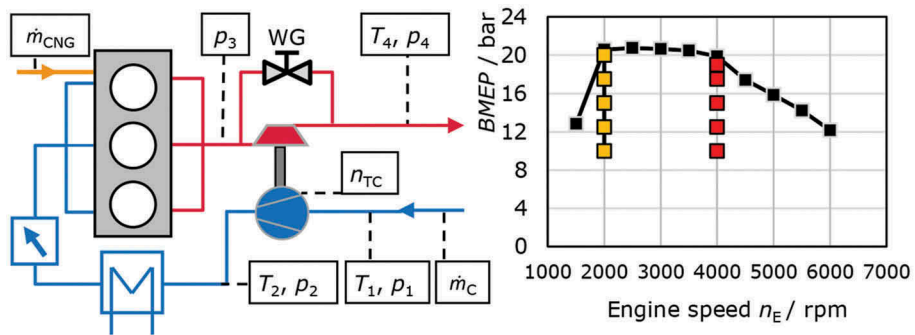 ṁCNG
p3
WG
T4, p4
nTC
T2, p2
T1, p1
ṁC
BMEP / bar
24
20
16
12
8
4
0
1000 2000 3000 4000 5000 6000 7000
Engine speed nE / rpm